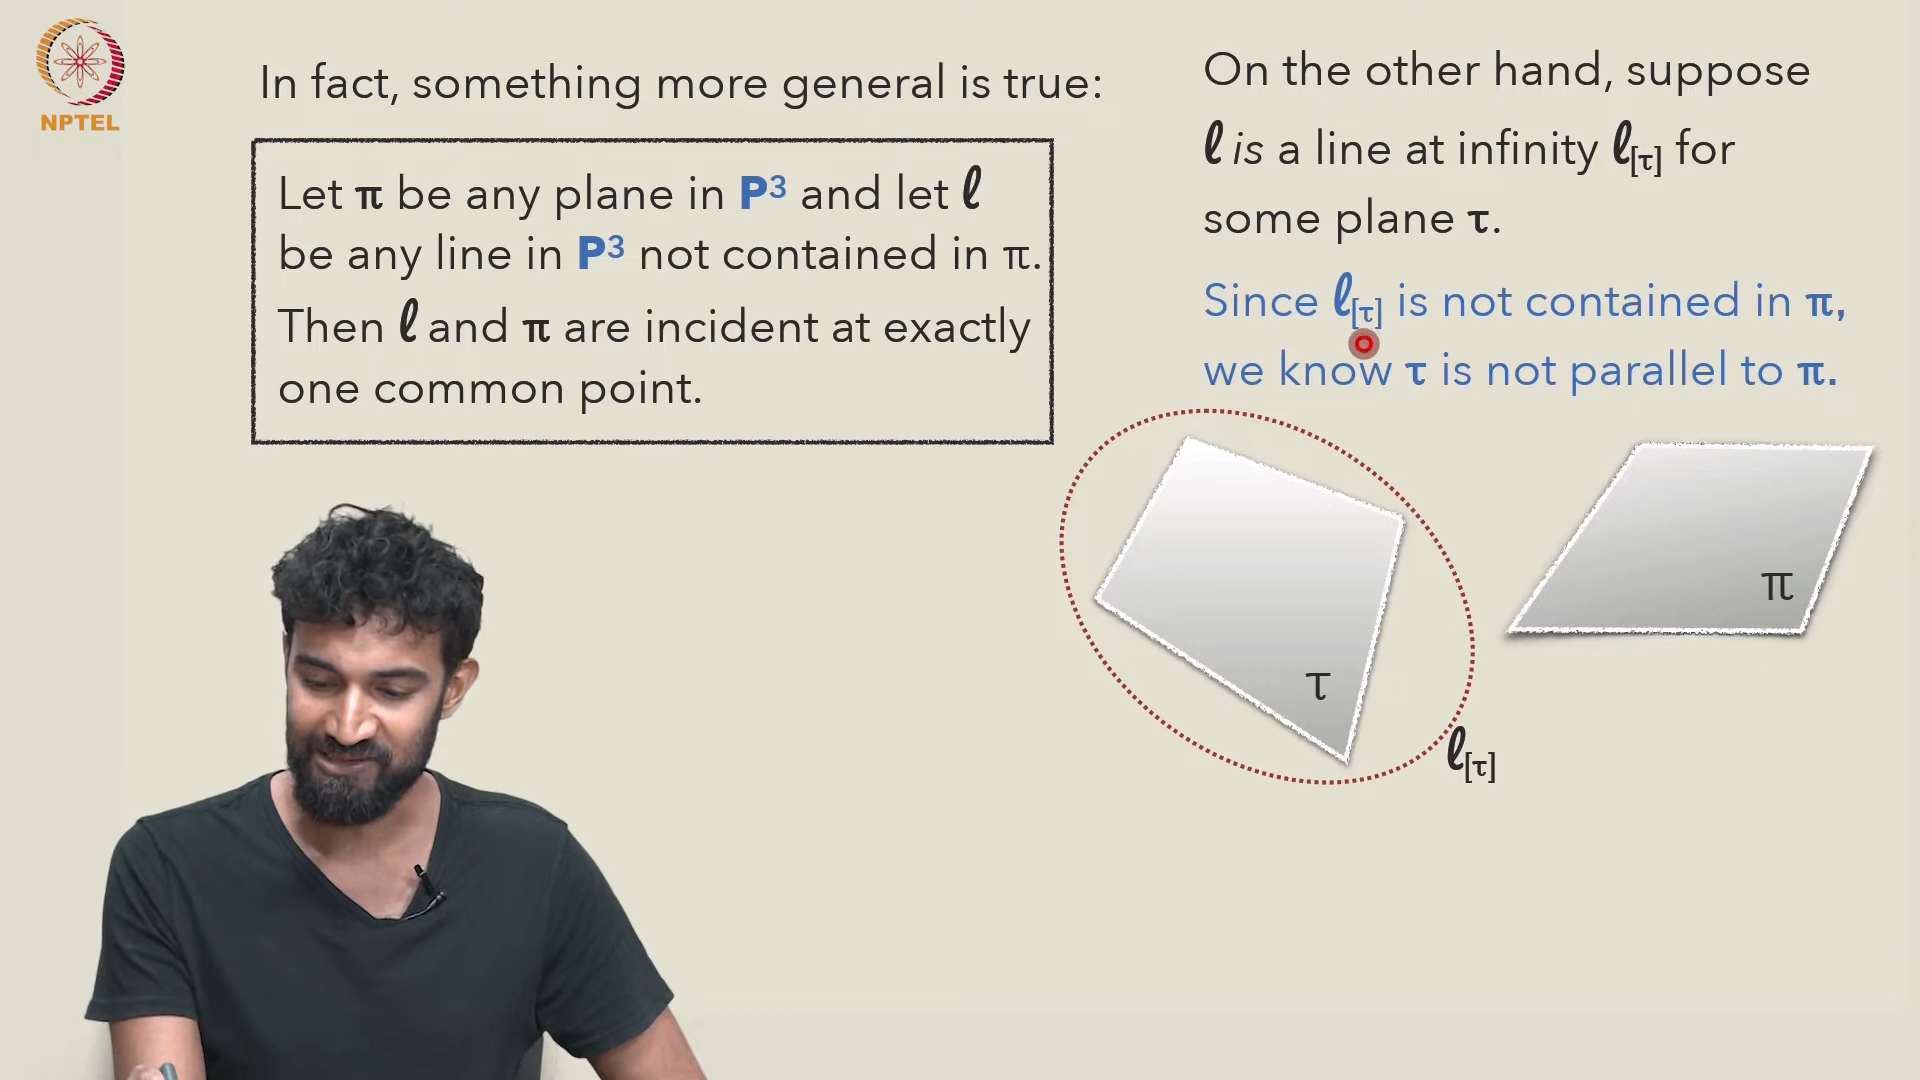 NPTEL
In fact, something more general is true:
Let π be any plane in P³ and let ℓ
be any line in P³ not contained in π.
Then ℓ and π are incident at exactly
one common point.
On the other hand, suppose
ℓ is a line at infinity ℓ[τ] for
some plane τ.
Since ℓ[τ] is not contained in π,
we know τ is not parallel to π.
π
τ
ℓ[τ]